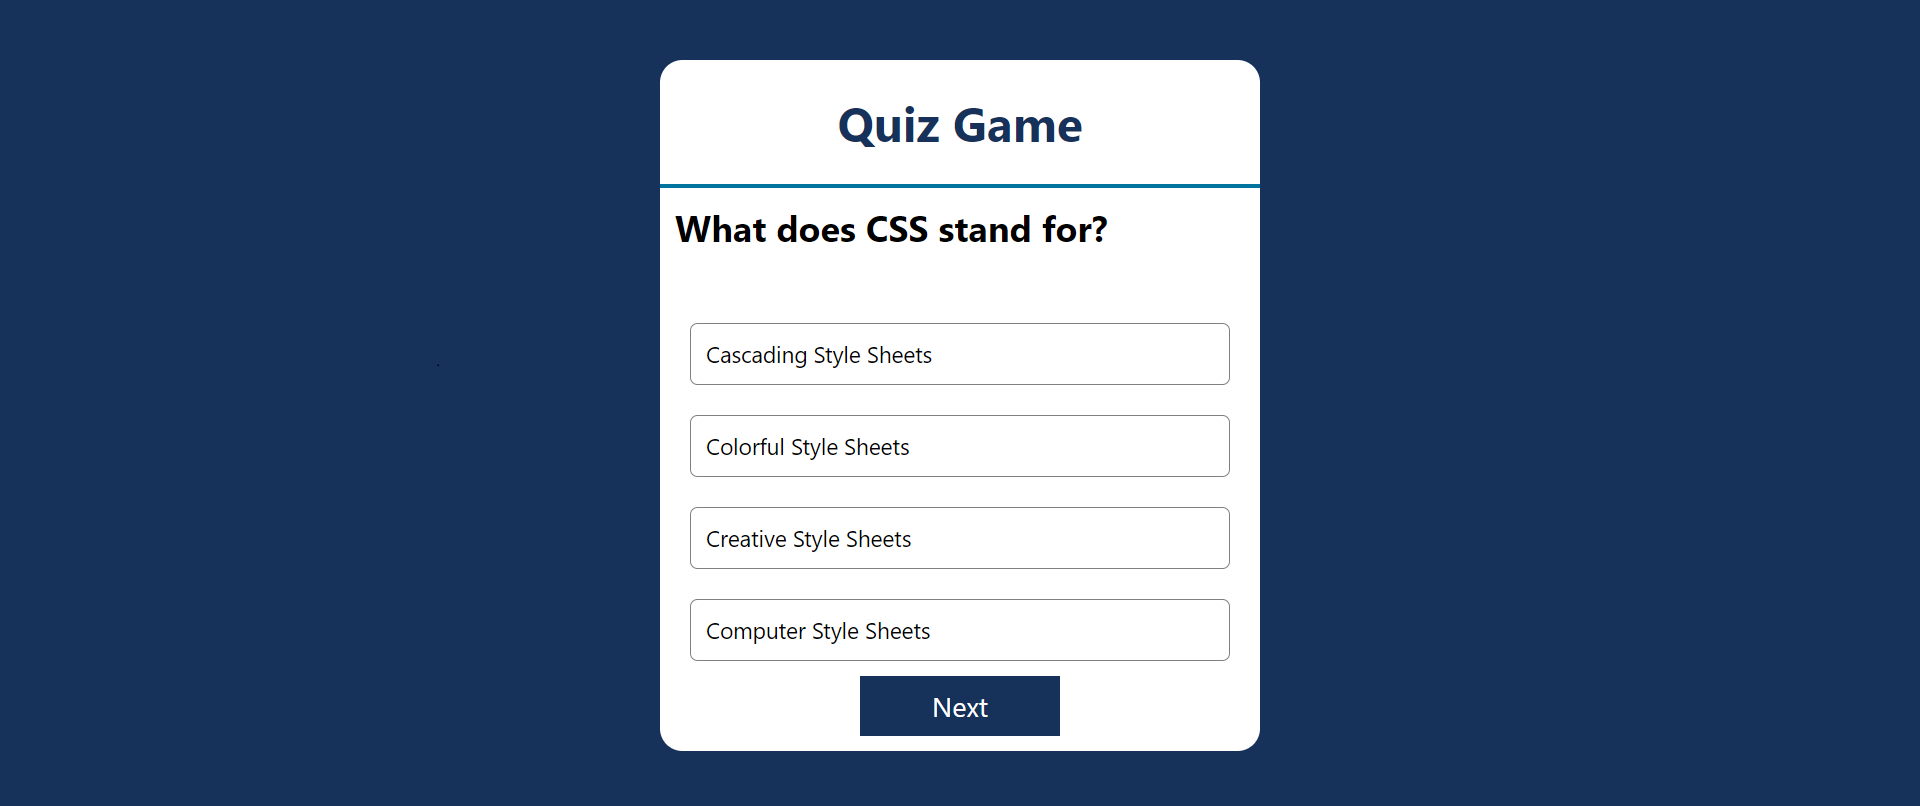 Quiz Game
What does CSS stand for?
Cascading Style Sheets
Colorful Style Sheets
Creative Style Sheets
Computer Style Sheets
Next